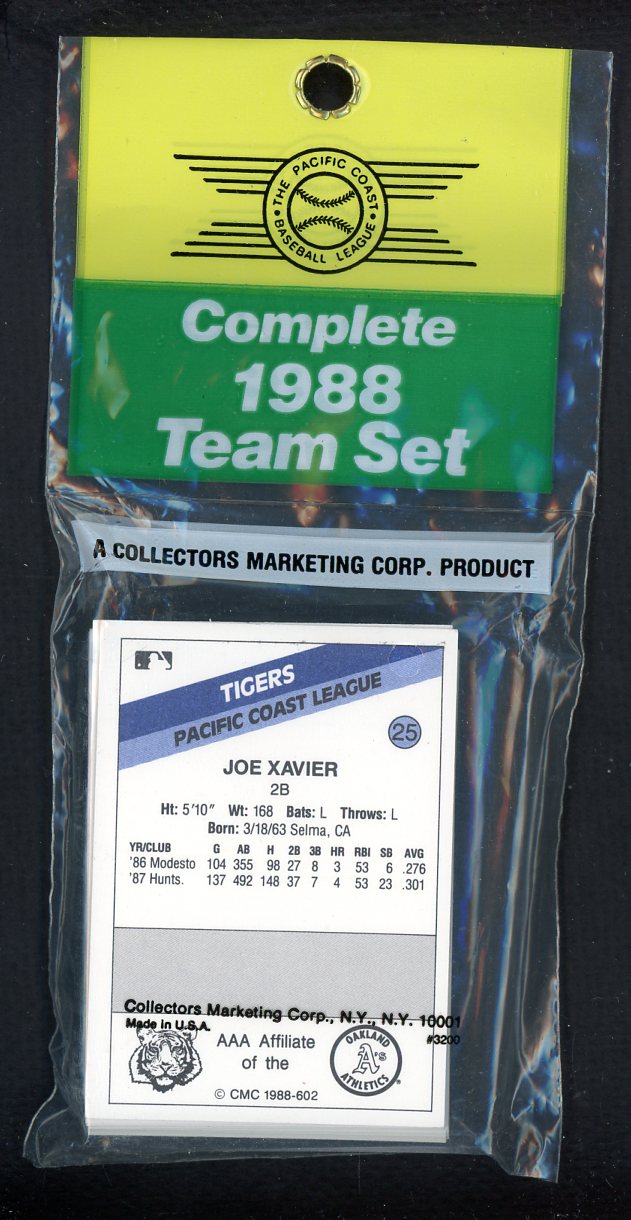 THE PACIFIC COAST
BASEBALL LEAGUE
Complete
1988
Team Set
A COLLECTORS MARKETING CORP. PRODUCT
TIGERS
PACIFIC COAST LEAGUE
25
JOE XAVIER
2B
Ht: 5'10" Wt: 168 Bats: L Throws: L
Born: 3/18/63 Selma, CA
YR/CLUB G AB H 2B 3B HR RBI SB AVG
'86 Modesto 104 355 98 27 8 3 53 6 .276
'87 Hunts. 137 492 148 37 7 4 53 23 .301
Collectors Marketing Corp., N.Y., N.Y. 10001
Made in U.S.A. #3200
AAA Affiliate
of the
OAKLAND
A's
ATHLETICS
®
© CMC 1988-602